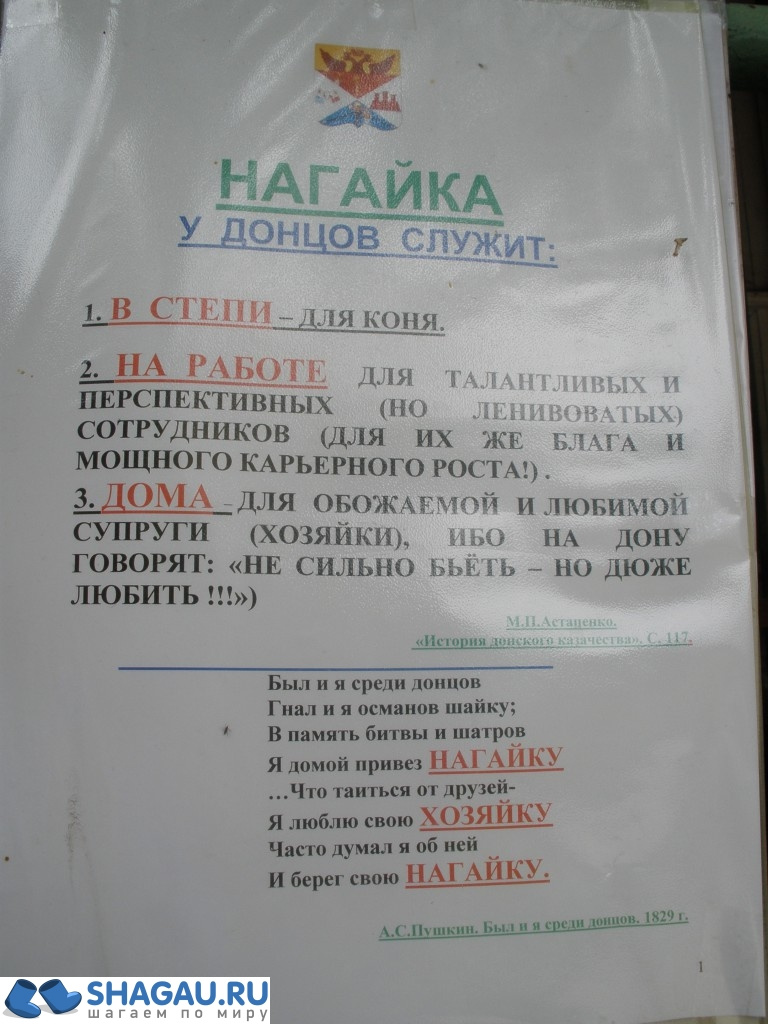 НАГАЙКА
У ДОНЦОВ СЛУЖИТ:
1. В СТЕПИ – ДЛЯ КОНЯ.
2. НА РАБОТЕ ДЛЯ ТАЛАНТЛИВЫХ И
ПЕРСПЕКТИВНЫХ (НО ЛЕНИВОВАТЫХ)
СОТРУДНИКОВ (ДЛЯ ИХ ЖЕ БЛАГА И
МОЩНОГО КАРЬЕРНОГО РОСТА!) .
3. ДОМА – ДЛЯ ОБОЖАЕМОЙ И ЛЮБИМОЙ
СУПРУГИ (ХОЗЯЙКИ), ИБО НА ДОНУ
ГОВОРЯТ: «НЕ СИЛЬНО БЬЁТЬ – НО ДЮЖЕ
ЛЮБИТЬ !!!»)
М.П.Астапенко.
«История донского казачества». С. 117.
Был и я среди донцов
Гнал и я османов шайку;
В память битвы и шатров
Я домой привез НАГАЙКУ
…Что таиться от друзей-
Я люблю свою ХОЗЯЙКУ
Часто думал я об ней
И берег свою НАГАЙКУ.
А.С.Пушкин. Был и я среди донцов. 1829 г.
1
SHAGAU.RU
шагаем по миру